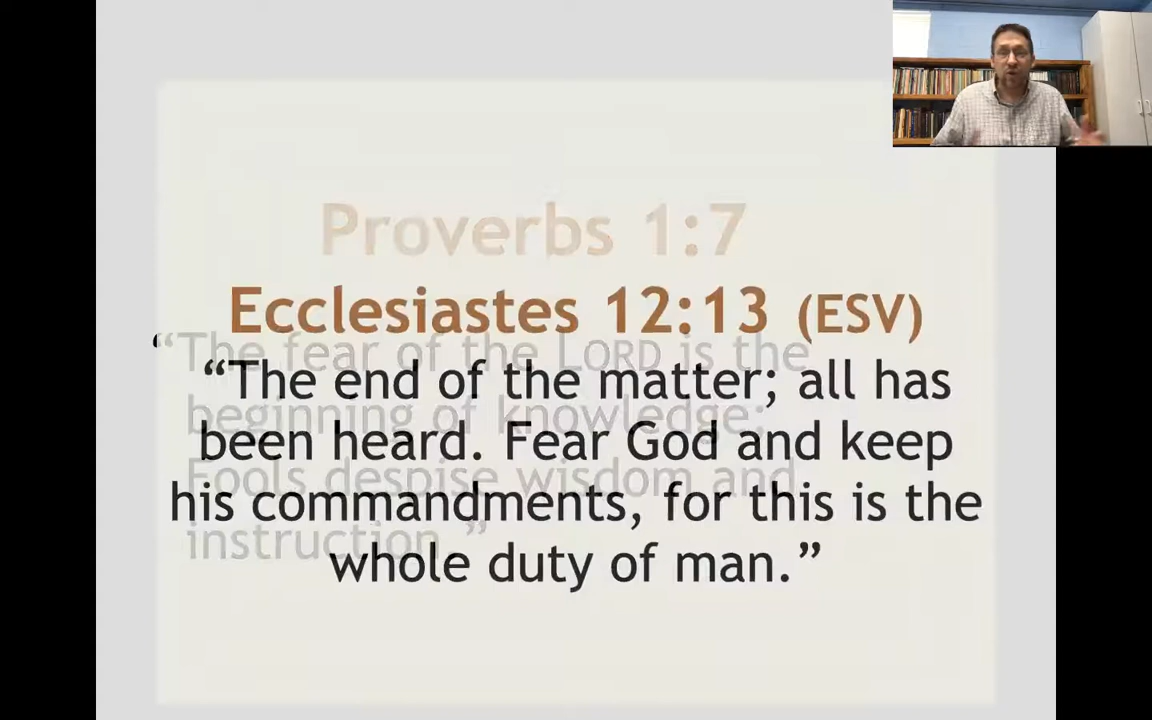 Proverbs 1:7
"The fear of the LORD is the
beginning of knowledge;
Fools despise wisdom and
instruction."
Ecclesiastes 12:13 (ESV)
“The end of the matter; all has
been heard. Fear God and keep
his commandments, for this is the
whole duty of man.”